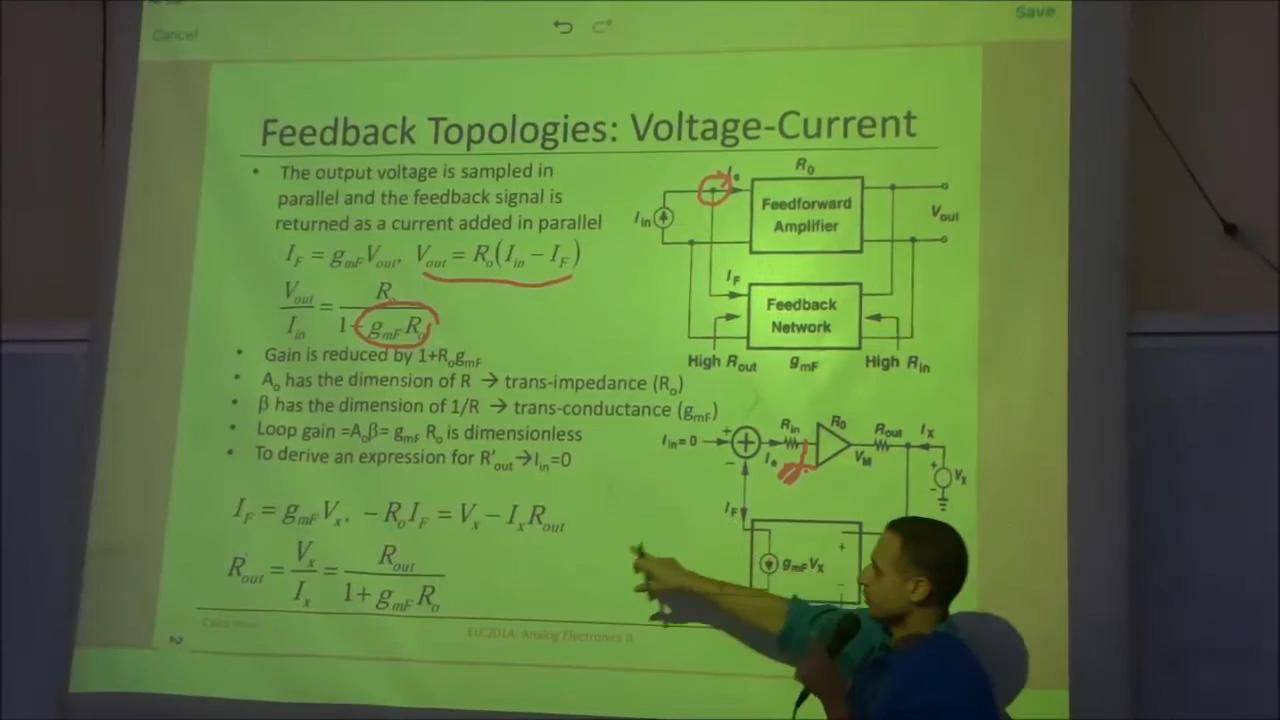 Cancel
Save
Feedback Topologies: Voltage-Current
• The output voltage is sampled in
parallel and the feedback signal is
returned as a current added in parallel
I_F = g_mF V_out, V_out = R_o(I_in − I_F)
V_out / I_in = R_o / 1+ g_mF R_o
• Gain is reduced by 1+R_o g_mF
• A_o has the dimension of R → trans-impedance (R_o)
• β has the dimension of 1/R → trans-conductance (g_mF)
• Loop gain =A_oβ= g_mF R_o is dimensionless
• To derive an expression for R'_out→I_in=0
I_F = g_mF V_x, −R_o I_F = V_x − I_x R_out
R'_out = V_x / I_x = R_out / 1+ g_mF R_o
I_e
R_O
I_in
Feedforward
Amplifier
V_out
I_F
Feedback
Network
High R_out
g_mF
High R_in
I_in = 0
+
−
R_in
I_e
R_O
V_M
R_out
I_X
+
−
V_X
I_F
g_mF V_X
+
−
ELC201A: Analog Electronics II
2